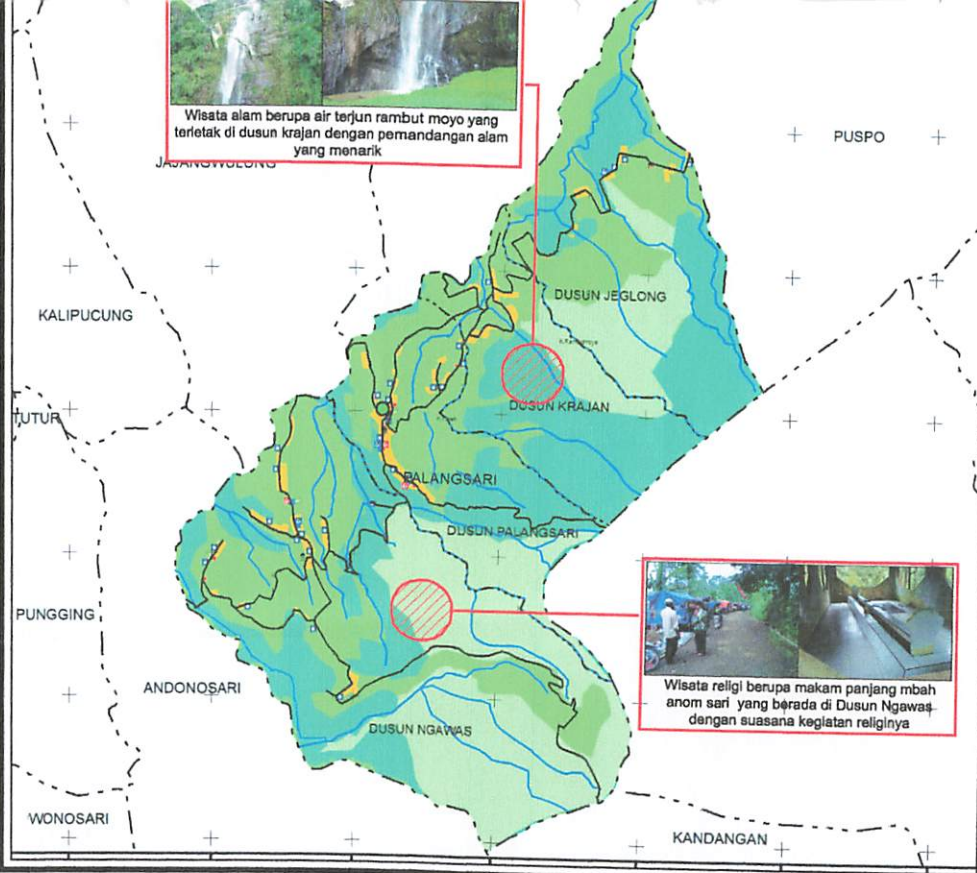 Wisata alam berupa air terjun rambut moyo yang
terletak di dusun krajan dengan pemandangan alam
yang menarik
JAJANGWULUNG
PUSPO
KALIPUCUNG
DUSUN JEGLONG
TUTUR
DUSUN KRAJAN
PALANGSARI
DUSUN PALANGSARI
PUNGGING
ANDONOSARI
Wisata religi berupa makam panjang mbah
anom sari yang berada di Dusun Ngawas
dengan suasana kegiatan religinya
DUSUN NGAWAS
WONOSARI
KANDANGAN